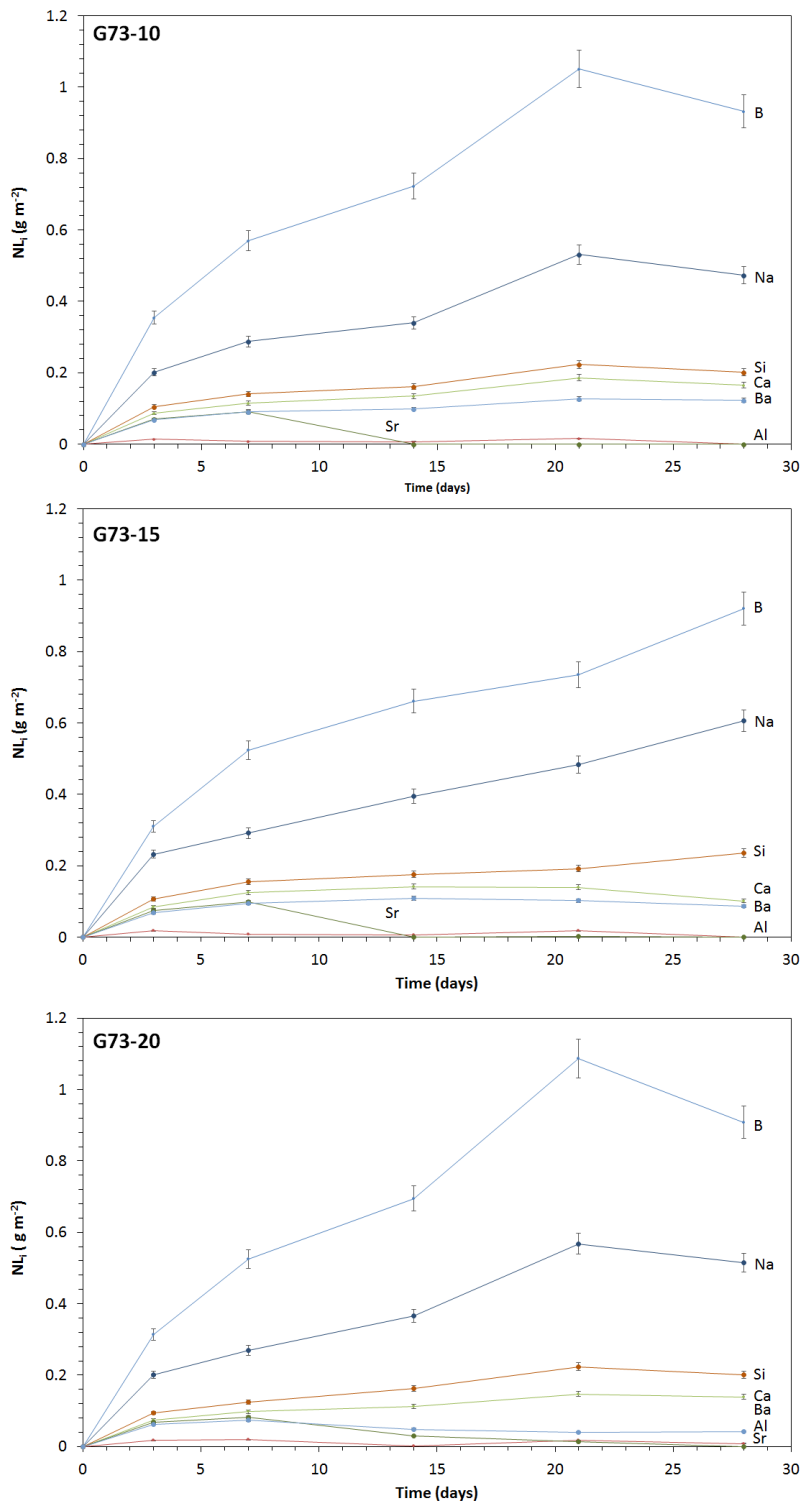 G73-10
1.2
1
0.8
0.6
0.4
0.2
0
NLi (g m-2)
B
Na
Si
Ca
Ba
Sr
Al
0 5 10 15 20 25 30
Time (days)
G73-15
1.2
1
0.8
0.6
0.4
0.2
0
NLi (g m-2)
B
Na
Si
Ca
Ba
Sr
Al
0 5 10 15 20 25 30
Time (days)
G73-20
1.2
1
0.8
0.6
0.4
0.2
0
NLi ( g m-2)
B
Na
Si
Ca
Ba
Al
Sr
0 5 10 15 20 25 30
Time (days)